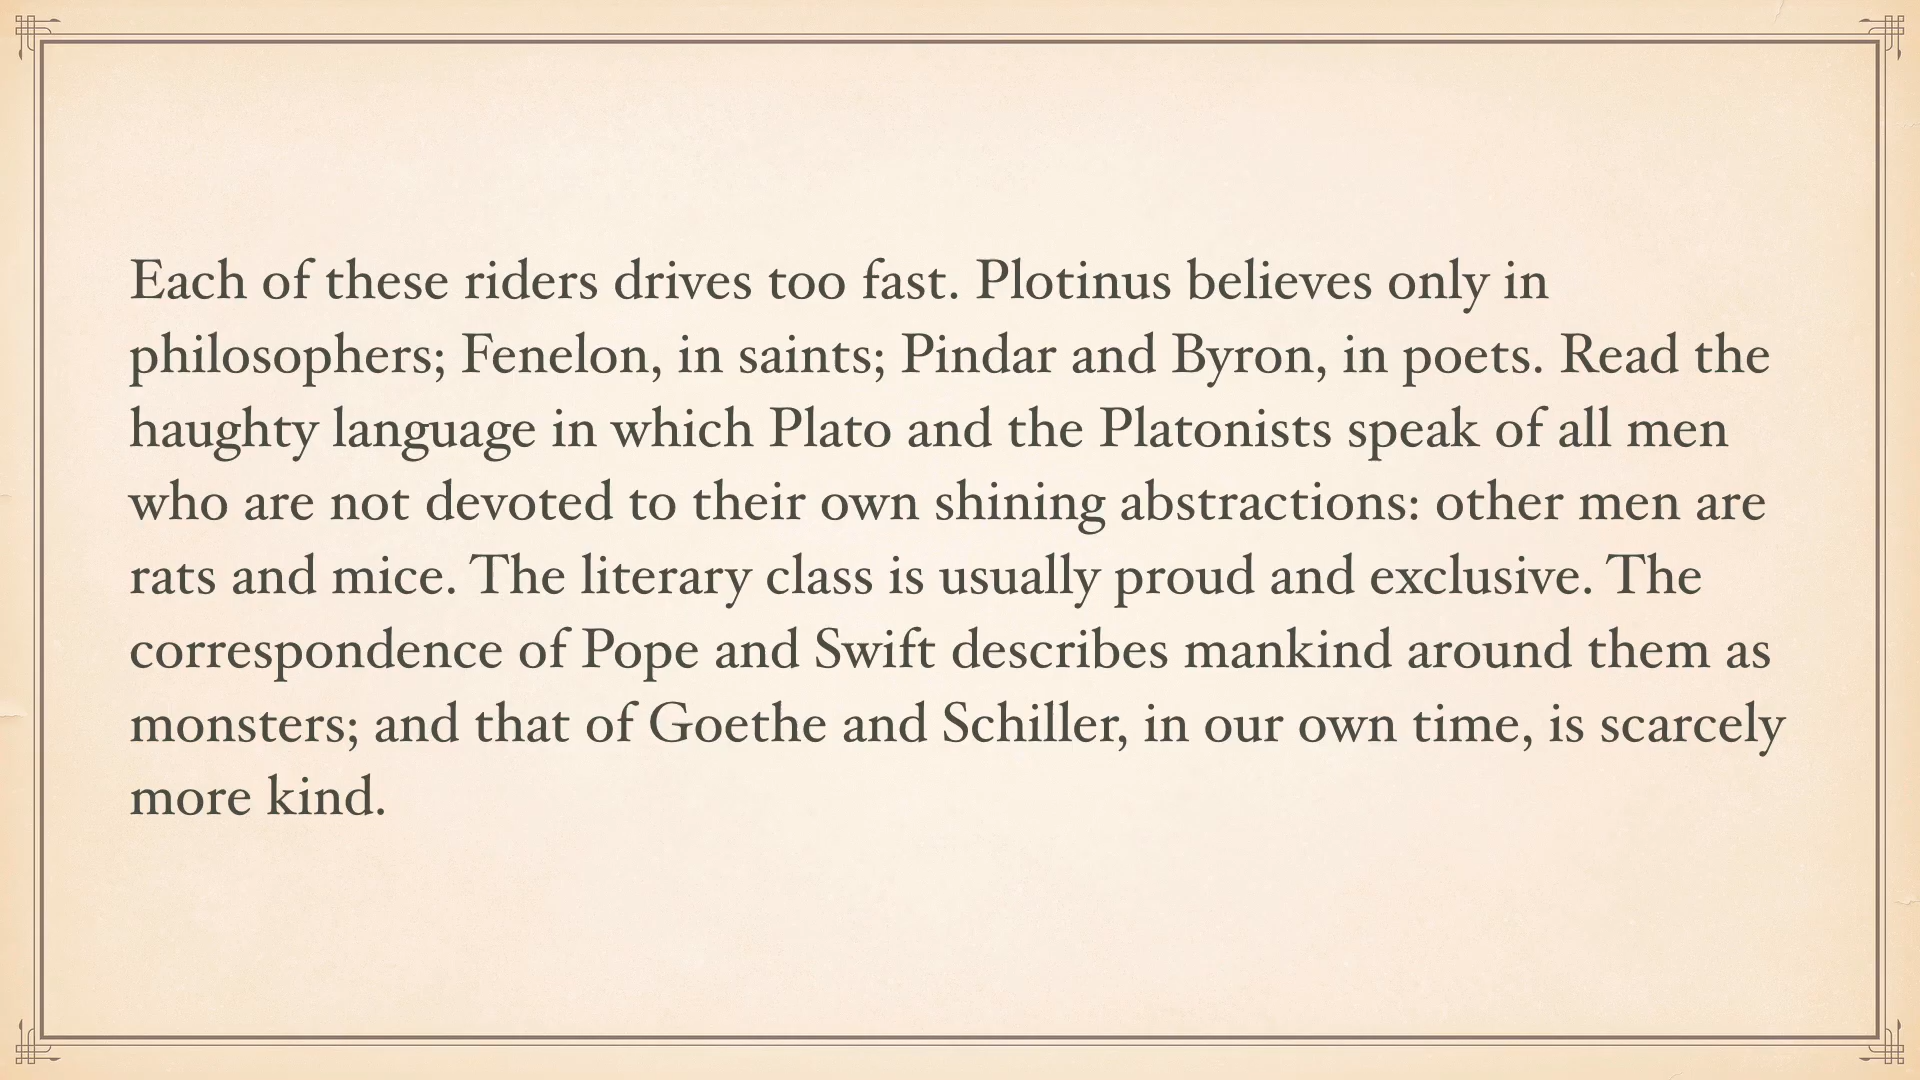 Each of these riders drives too fast. Plotinus believes only in
philosophers; Fenelon, in saints; Pindar and Byron, in poets. Read the
haughty language in which Plato and the Platonists speak of all men
who are not devoted to their own shining abstractions: other men are
rats and mice. The literary class is usually proud and exclusive. The
correspondence of Pope and Swift describes mankind around them as
monsters; and that of Goethe and Schiller, in our own time, is scarcely
more kind.